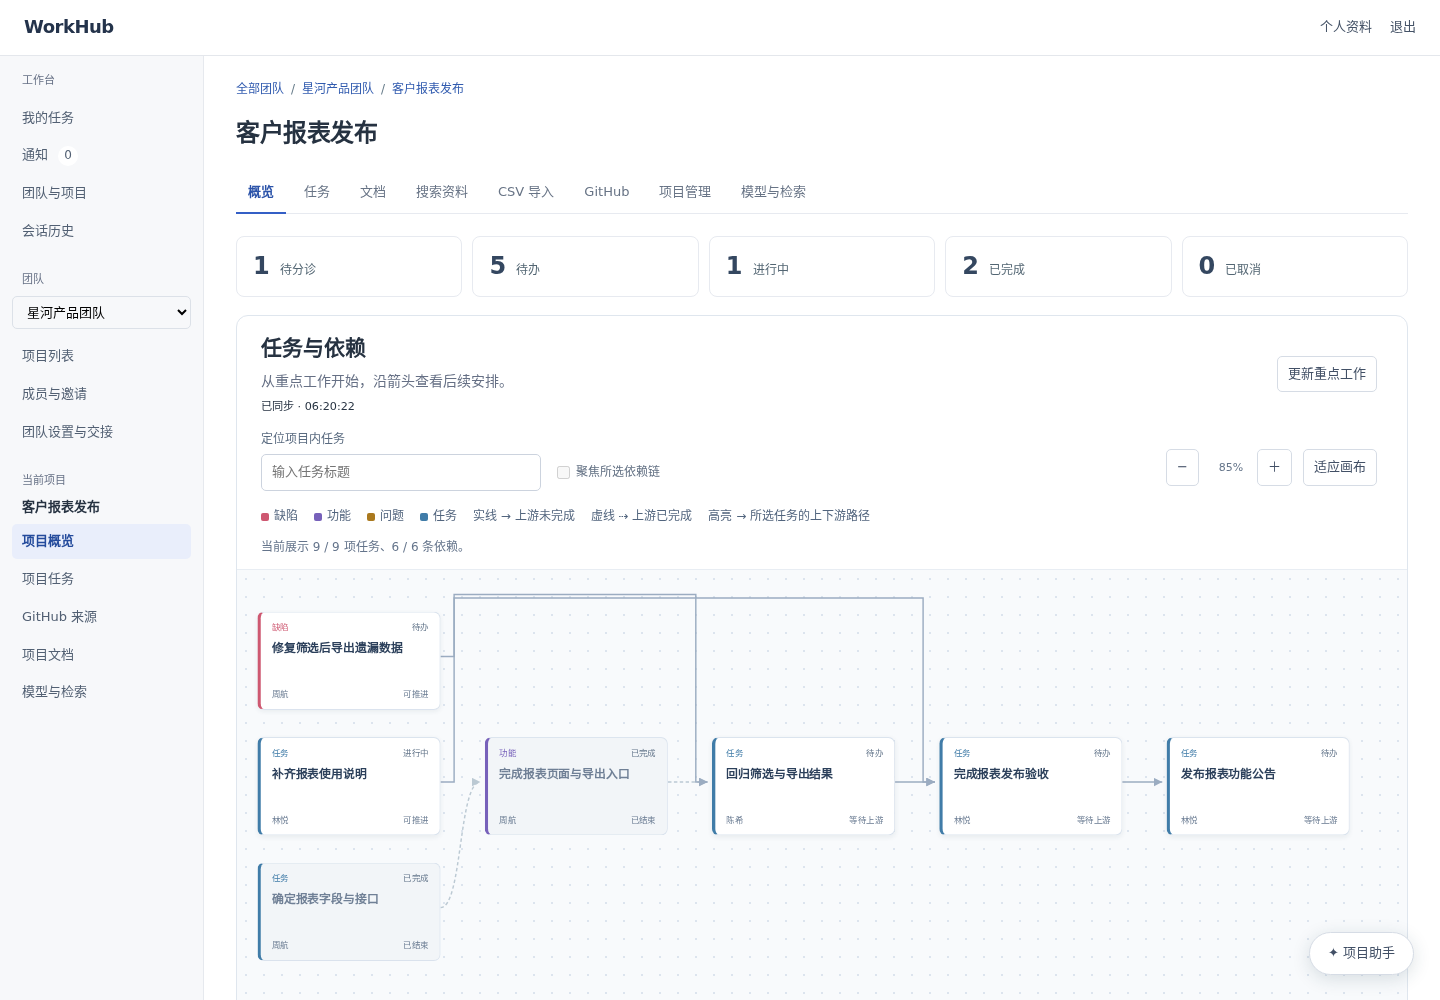 WorkHub
个人资料 退出
工作台
我的任务
通知 0
团队与项目
会话历史
团队
星河产品团队
项目列表
成员与邀请
团队设置与交接
当前项目
客户报表发布
项目概览
项目任务
GitHub 来源
项目文档
模型与检索
全部团队 / 星河产品团队 / 客户报表发布
客户报表发布
概览 任务 文档 搜索资料 CSV 导入 GitHub 项目管理 模型与检索
1 待分诊
5 待办
1 进行中
2 已完成
0 已取消
任务与依赖
从重点工作开始，沿箭头查看后续安排。
已同步 · 06:20:22
更新重点工作
定位项目内任务
输入任务标题
聚焦所选依赖链
− 85% + 适应画布
缺陷 功能 问题 任务 实线 → 上游未完成 虚线 ⇢ 上游已完成 高亮 → 所选任务的上下游路径
当前展示 9 / 9 项任务、6 / 6 条依赖。
缺陷 待办
修复筛选后导出遗漏数据
周航 可推进
任务 进行中
补齐报表使用说明
林悦 可推进
功能 已完成
完成报表页面与导出入口
周航 已结束
任务 待办
回归筛选与导出结果
陈希 等待上游
任务 待办
完成报表发布验收
林悦 等待上游
任务 待办
发布报表功能公告
林悦 等待上游
任务 已完成
确定报表字段与接口
周航 已结束
✦ 项目助手